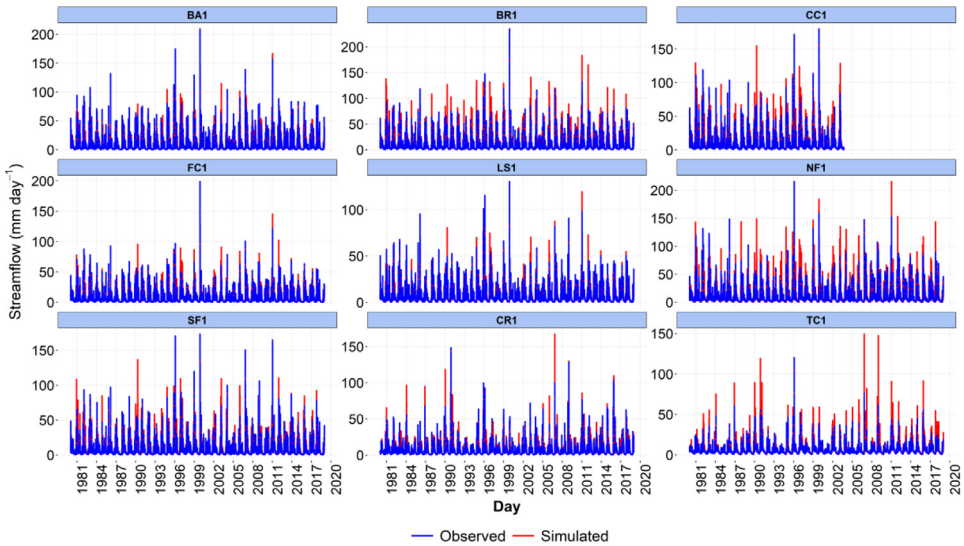 BA1 BR1 CC1
200 150 100 50 0
200 150 100 50 0
150 100 50 0
FC1 LS1 NF1
200 150 100 50 0
100 50 0
200 150 100 50 0
SF1 CR1 TC1
150 100 50 0
150 100 50 0
150 100 50 0
Streamflow (mm day⁻¹)
1981 1984 1987 1990 1993 1996 1999 2002 2005 2008 2011 2014 2017 2020
1981 1984 1987 1990 1993 1996 1999 2002 2005 2008 2011 2014 2017 2020
1981 1984 1987 1990 1993 1996 1999 2002 2005 2008 2011 2014 2017 2020
Day
Observed Simulated